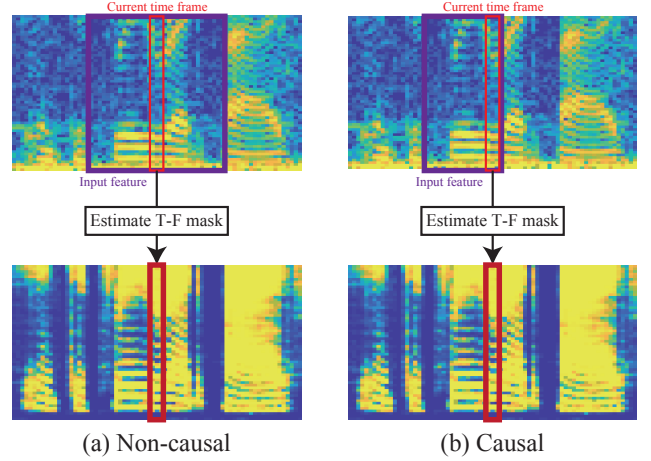 Current time frame
Current time frame
Input feature
Input feature
Estimate T-F mask
Estimate T-F mask
(a) Non-causal
(b) Causal